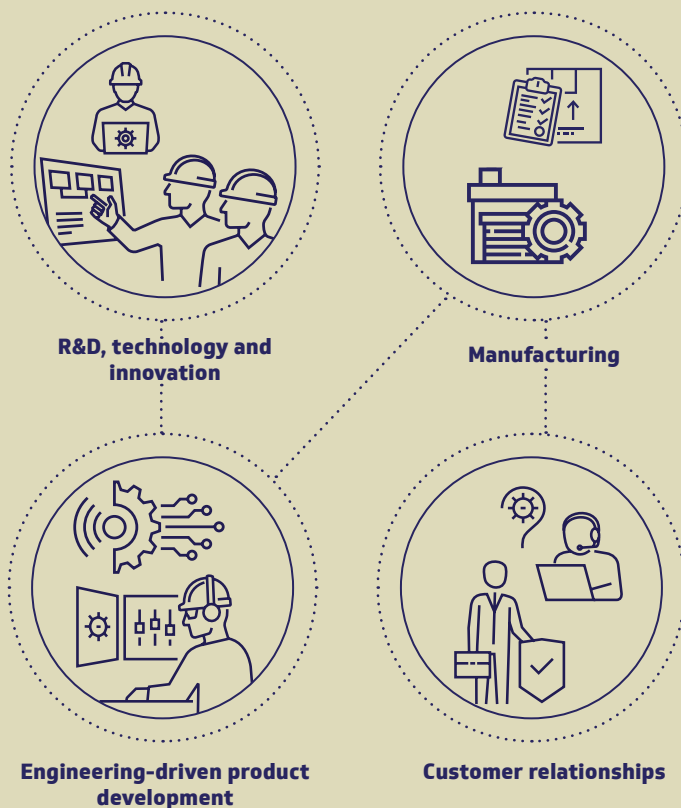 R&D, technology and
innovation
Manufacturing
Engineering-driven product
development
Customer relationships